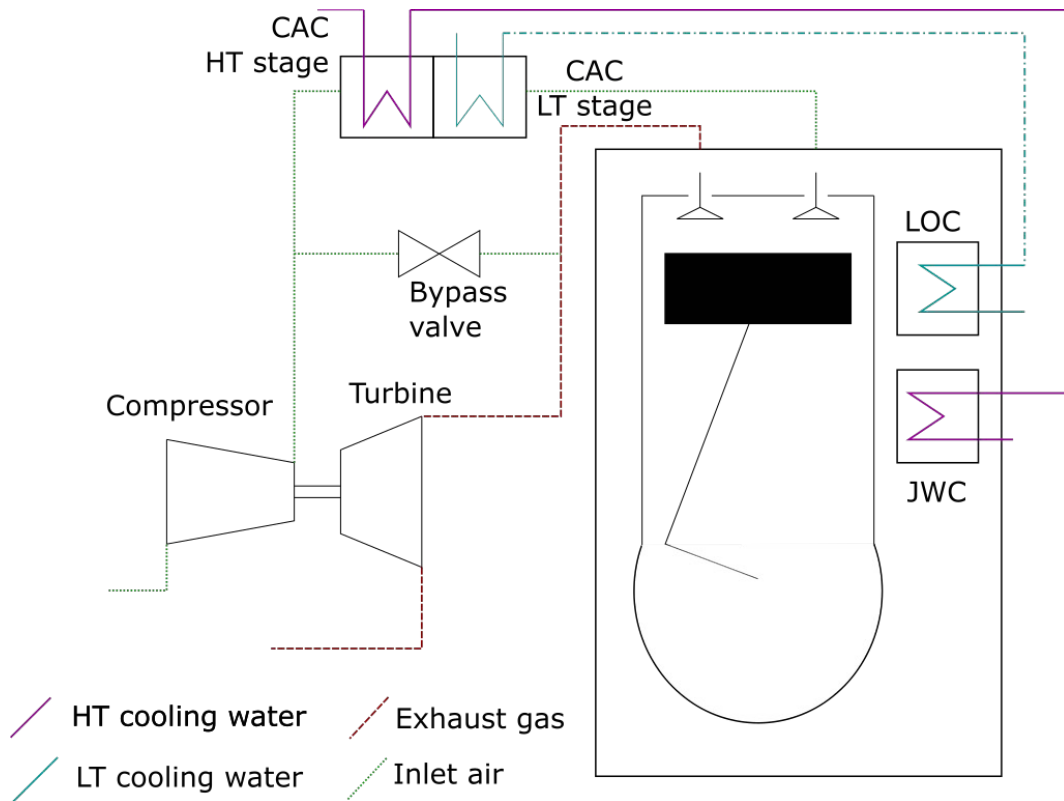 CAC
HT stage
CAC
LT stage
LOC
Bypass
valve
Turbine
Compressor
JWC
HT cooling water
Exhaust gas
LT cooling water
Inlet air